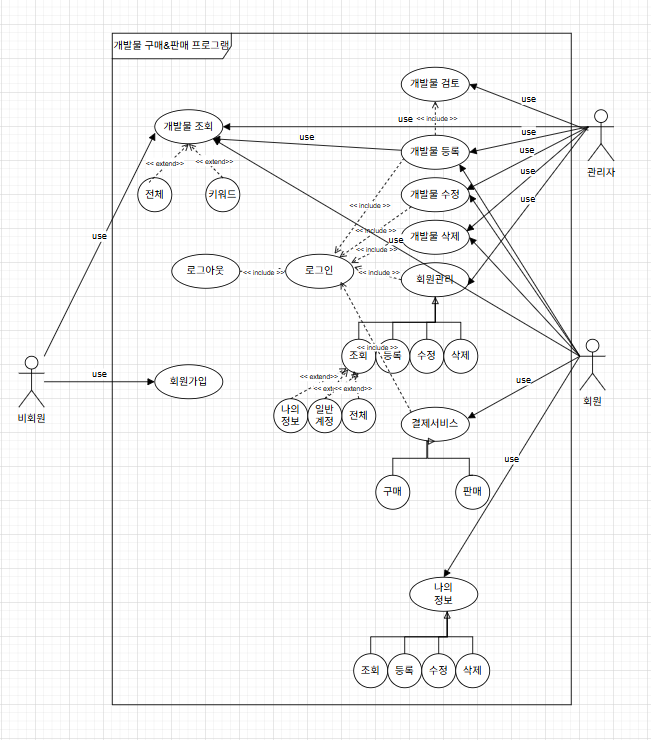 개발물 구매&판매 프로그램
개발물 검토
use
use
<< include >>
개발물 조회
관리자
use
use
개발물 등록
use
<< extend>>
<< extend>>
use
전체
키워드
개발물 수정
<< include >>
<< include >>
use
use
개발물 삭제
로그아웃
<< include >>
로그인
<< include >>
회원관리
<< include >>
조회
등록
수정
삭제
<< extend>>
<< extend>>
나의
정보
일반
계정
전체
비회원
use
회원가입
회원
use
결제서비스
use
구매
판매
나의
정보
조회
등록
수정
삭제